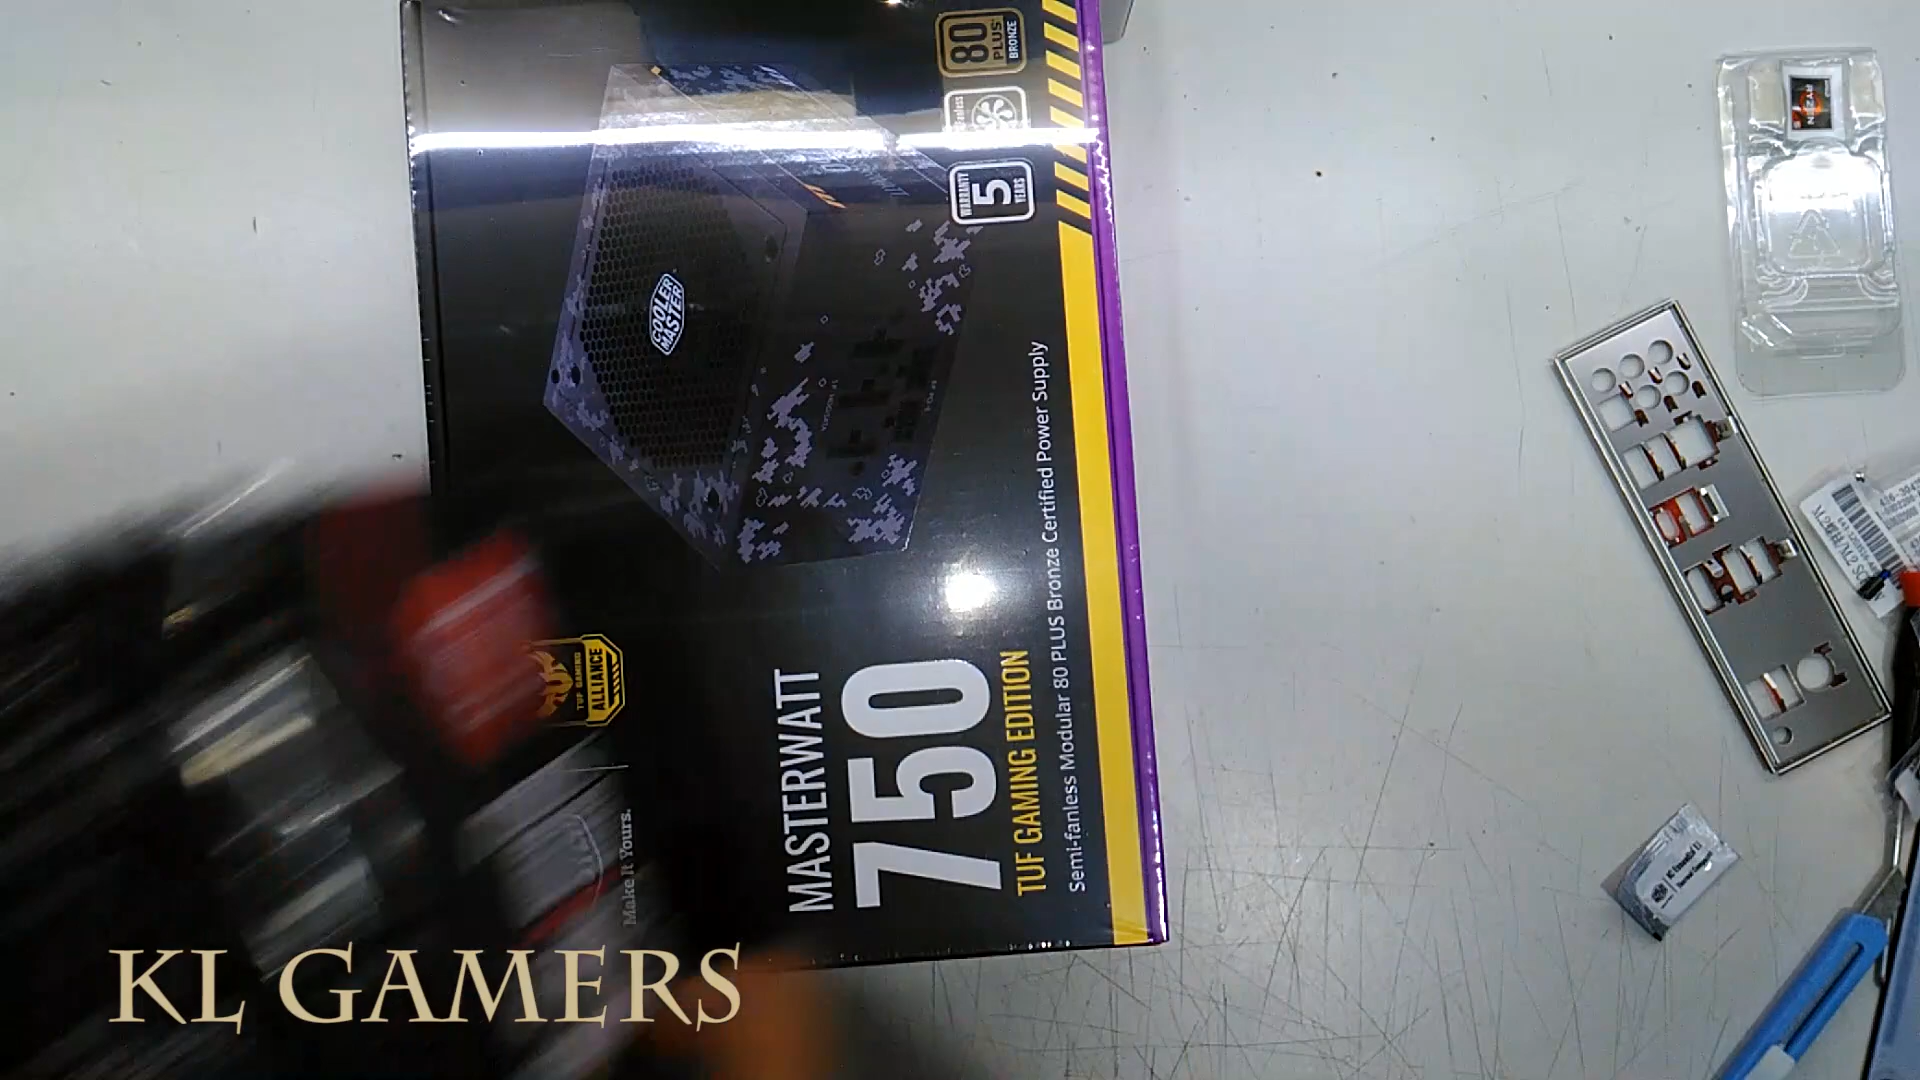 80
PLUS
BRONZE
WARRANTY
5
YEARS
COOLER
MASTER
TUF GAMING
ALLIANCE
Make It Yours.
MASTERWATT
750
TUF GAMING EDITION
Semi-fanless Modular 80 PLUS Bronze Certified Power Supply
RYZEN
KL GAMERS